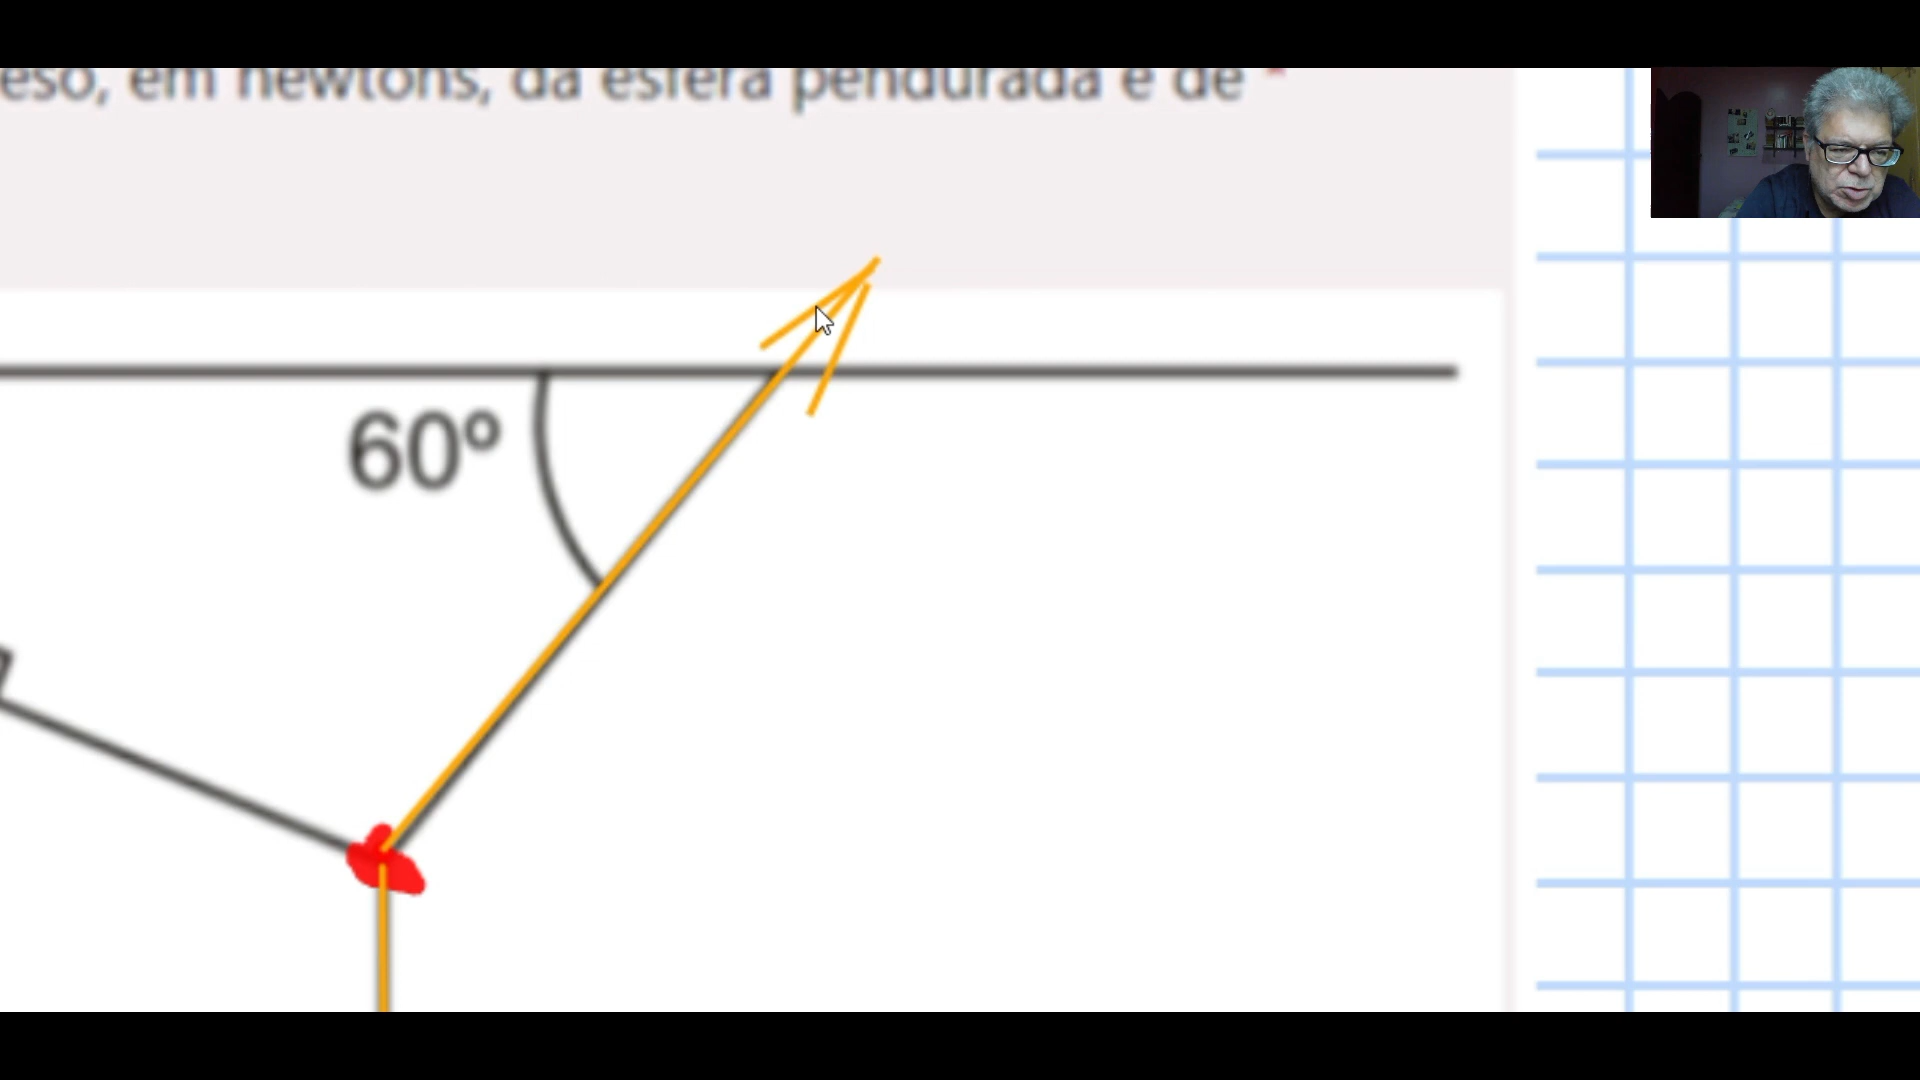 eso, em newtons, da esfera pendurada é de *
60º